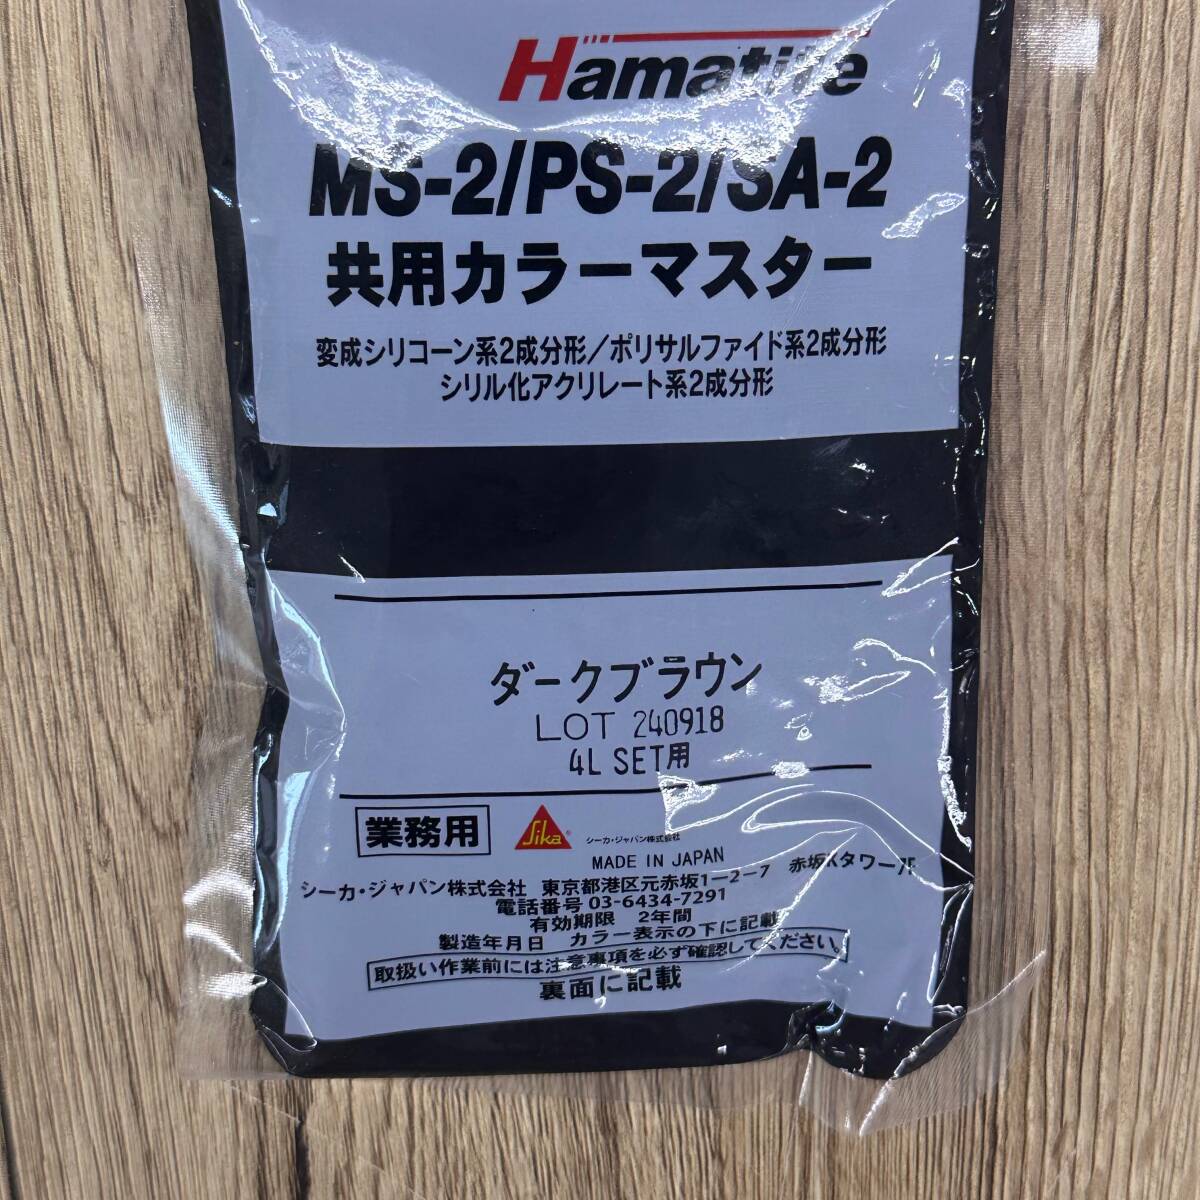 Hamatite
MS-2/PS-2/SA-2
共用カラーマスター
変成シリコーン系2成分形/ポリサルファイド系2成分形
シリル化アクリレート系2成分形
ダークブラウン
LOT 240918
4L SET用
業務用 Sika® シーカ・ジャパン株式会社
MADE IN JAPAN
シーカ・ジャパン株式会社 東京都港区元赤坂1-2-7 赤坂Kタワー7F
電話番号 03-6434-7291
有効期限 2年間
製造年月日 カラー表示の下に記載
取扱い作業前には注意事項を必ず確認してください。
裏面に記載